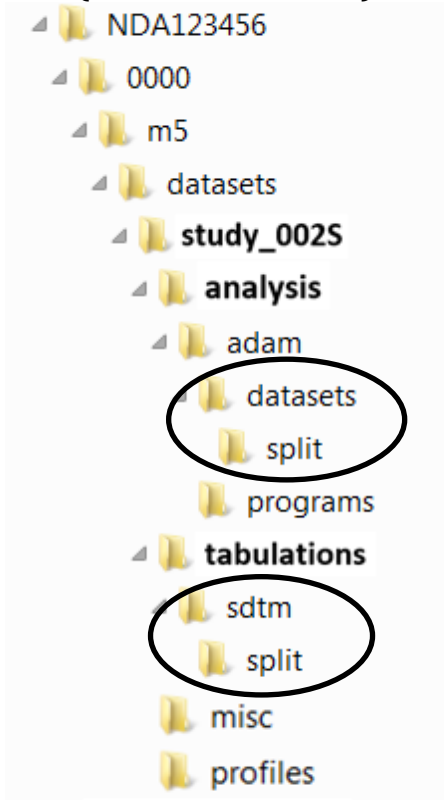 NDA123456
0000
m5
datasets
study_002S
analysis
adam
datasets
split
programs
tabulations
sdtm
split
misc
profiles